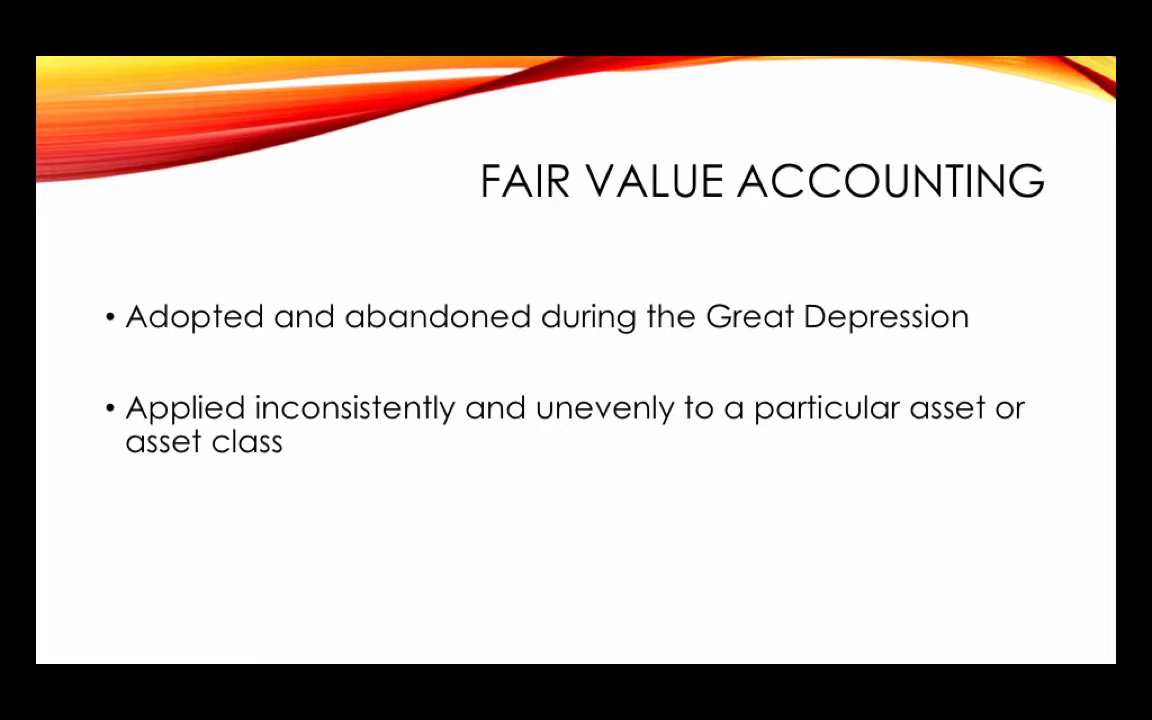 FAIR VALUE ACCOUNTING
• Adopted and abandoned during the Great Depression
• Applied inconsistently and unevenly to a particular asset or
asset class